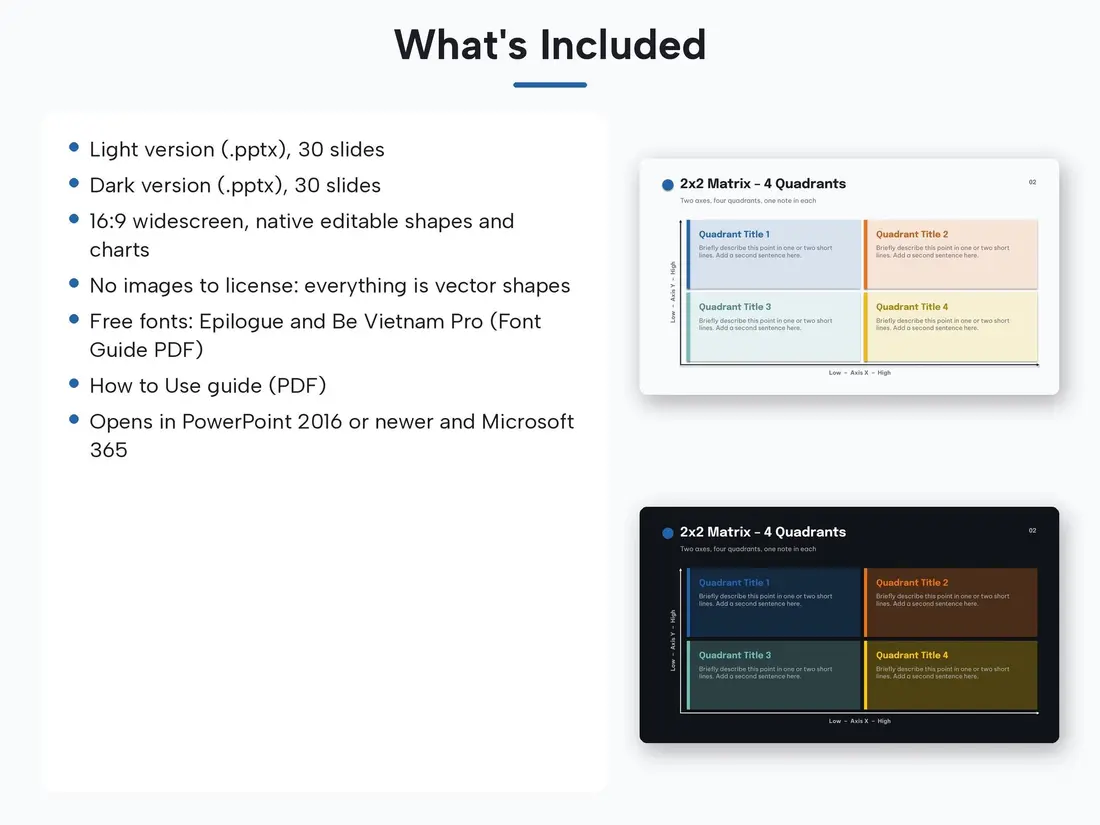 What's Included
Light version (.pptx), 30 slides
Dark version (.pptx), 30 slides
16:9 widescreen, native editable shapes and
charts
No images to license: everything is vector shapes
Free fonts: Epilogue and Be Vietnam Pro (Font
Guide PDF)
How to Use guide (PDF)
Opens in PowerPoint 2016 or newer and Microsoft
365
2x2 Matrix – 4 Quadrants
02
Two axes, four quadrants, one note in each
Low – Axis Y – High
Quadrant Title 1
Briefly describe this point in one or two short
lines. Add a second sentence here.
Quadrant Title 2
Briefly describe this point in one or two short
lines. Add a second sentence here.
Quadrant Title 3
Briefly describe this point in one or two short
lines. Add a second sentence here.
Quadrant Title 4
Briefly describe this point in one or two short
lines. Add a second sentence here.
Low – Axis X – High
2x2 Matrix – 4 Quadrants
02
Two axes, four quadrants, one note in each
Low – Axis Y – High
Quadrant Title 1
Briefly describe this point in one or two short
lines. Add a second sentence here.
Quadrant Title 2
Briefly describe this point in one or two short
lines. Add a second sentence here.
Quadrant Title 3
Briefly describe this point in one or two short
lines. Add a second sentence here.
Quadrant Title 4
Briefly describe this point in one or two short
lines. Add a second sentence here.
Low – Axis X – High